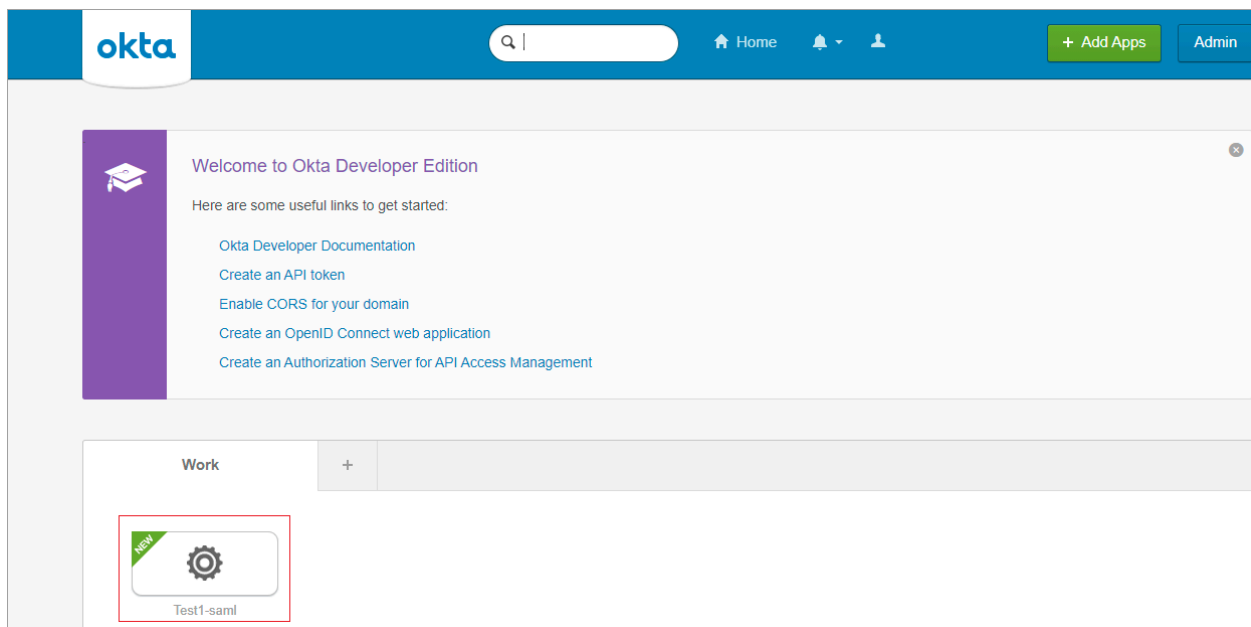 okta
Home
+ Add Apps
Admin
Welcome to Okta Developer Edition
Here are some useful links to get started:
Okta Developer Documentation
Create an API token
Enable CORS for your domain
Create an OpenID Connect web application
Create an Authorization Server for API Access Management
Work
+
NEW
Test1-saml